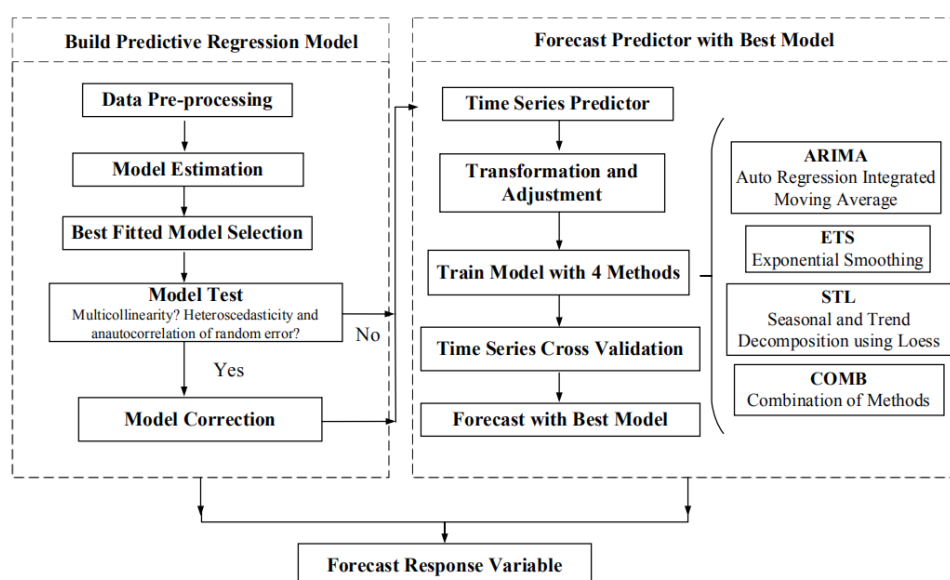 Build Predictive Regression Model
Data Pre-processing
Model Estimation
Best Fitted Model Selection
Model Test
Multicollinearity? Heteroscedasticity and
anautocorrelation of random error?
No
Yes
Model Correction
Forecast Predictor with Best Model
Time Series Predictor
Transformation and
Adjustment
Train Model with 4 Methods
Time Series Cross Validation
Forecast with Best Model
ARIMA
Auto Regression Integrated
Moving Average
ETS
Exponential Smoothing
STL
Seasonal and Trend
Decomposition using Loess
COMB
Combination of Methods
Forecast Response Variable